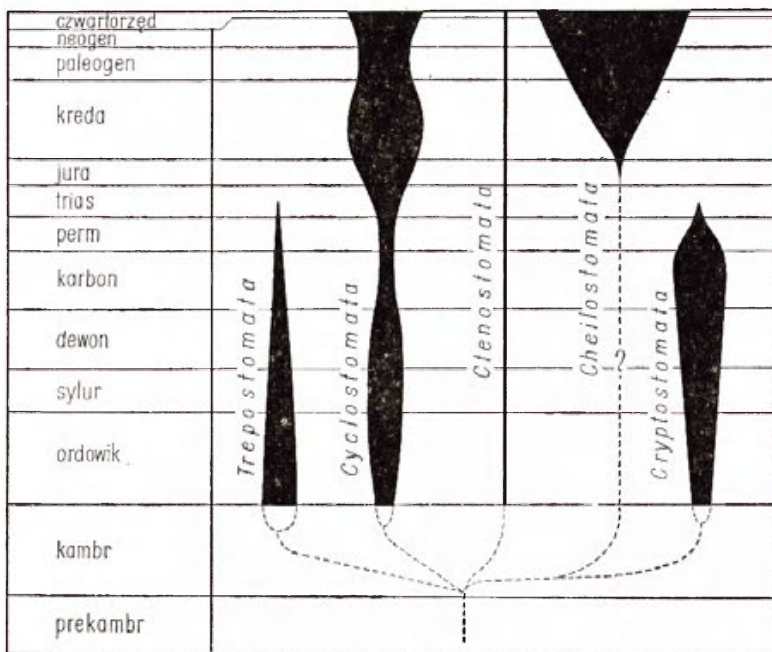 czwartorzęd
neogen
paleogen
kreda
jura
trias
perm
karbon
dewon
sylur
ordowik
kambr
prekambr
Trepostomata
Cyclostomata
Ctenostomata
Cheilostomata
?
Cryptostomata